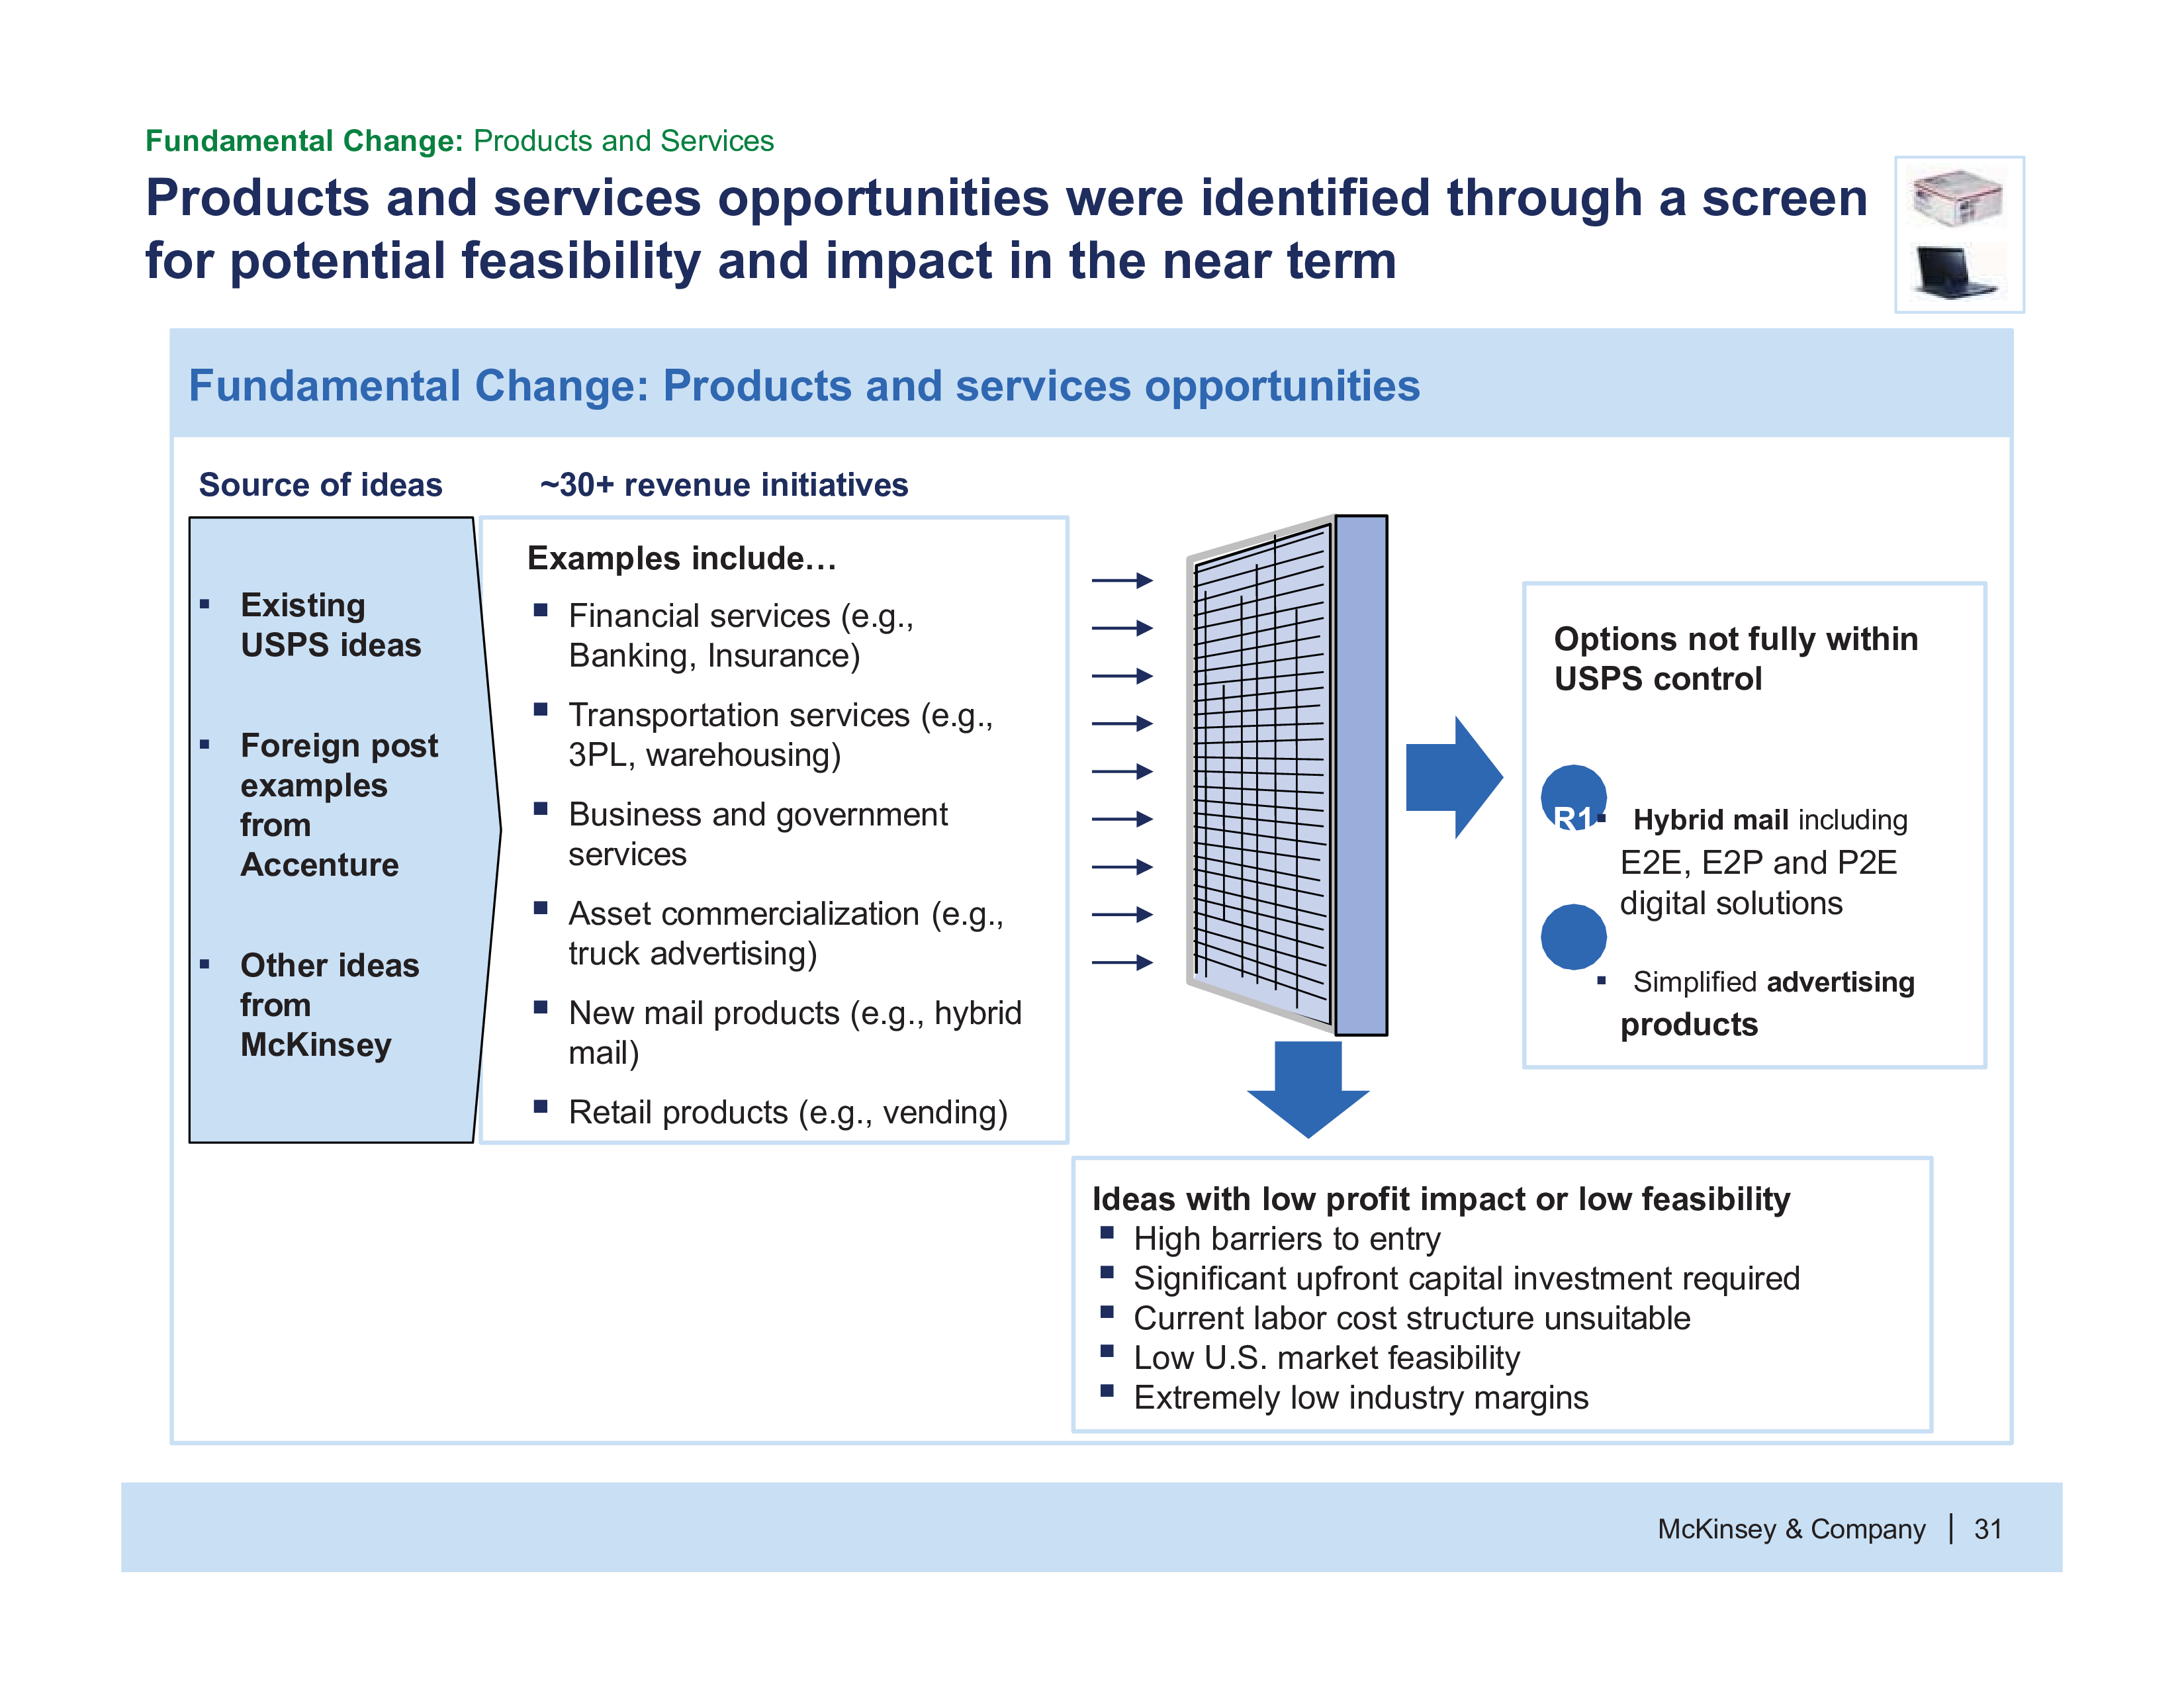 Fundamental Change: Products and Services
Products and services opportunities were identified through a screen
for potential feasibility and impact in the near term
Fundamental Change: Products and services opportunities
Source of ideas
▪ Existing
USPS ideas
▪ Foreign post
examples
from
Accenture
▪ Other ideas
from
McKinsey
~30+ revenue initiatives
Examples include…
▪ Financial services (e.g.,
Banking, Insurance)
▪ Transportation services (e.g.,
3PL, warehousing)
▪ Business and government
services
▪ Asset commercialization (e.g.,
truck advertising)
▪ New mail products (e.g., hybrid
mail)
▪ Retail products (e.g., vending)
Options not fully within
USPS control
R1
▪ Hybrid mail including
E2E, E2P and P2E
digital solutions
▪ Simplified advertising
products
Ideas with low profit impact or low feasibility
▪ High barriers to entry
▪ Significant upfront capital investment required
▪ Current labor cost structure unsuitable
▪ Low U.S. market feasibility
▪ Extremely low industry margins
McKinsey & Company | 31